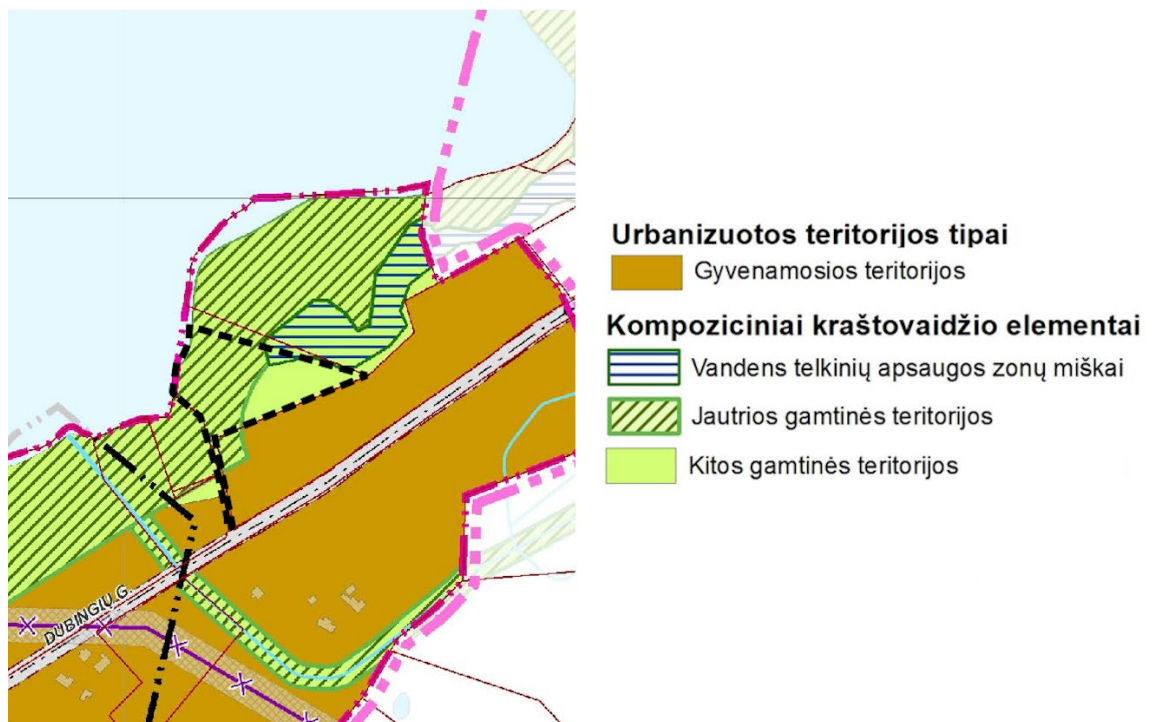 DUBINGIŲ G.
Urbanizuotos teritorijos tipai
Gyvenamosios teritorijos
Kompoziciniai kraštovaidžio elementai
Vandens telkinių apsaugos zonų miškai
Jautrios gamtinės teritorijos
Kitos gamtinės teritorijos